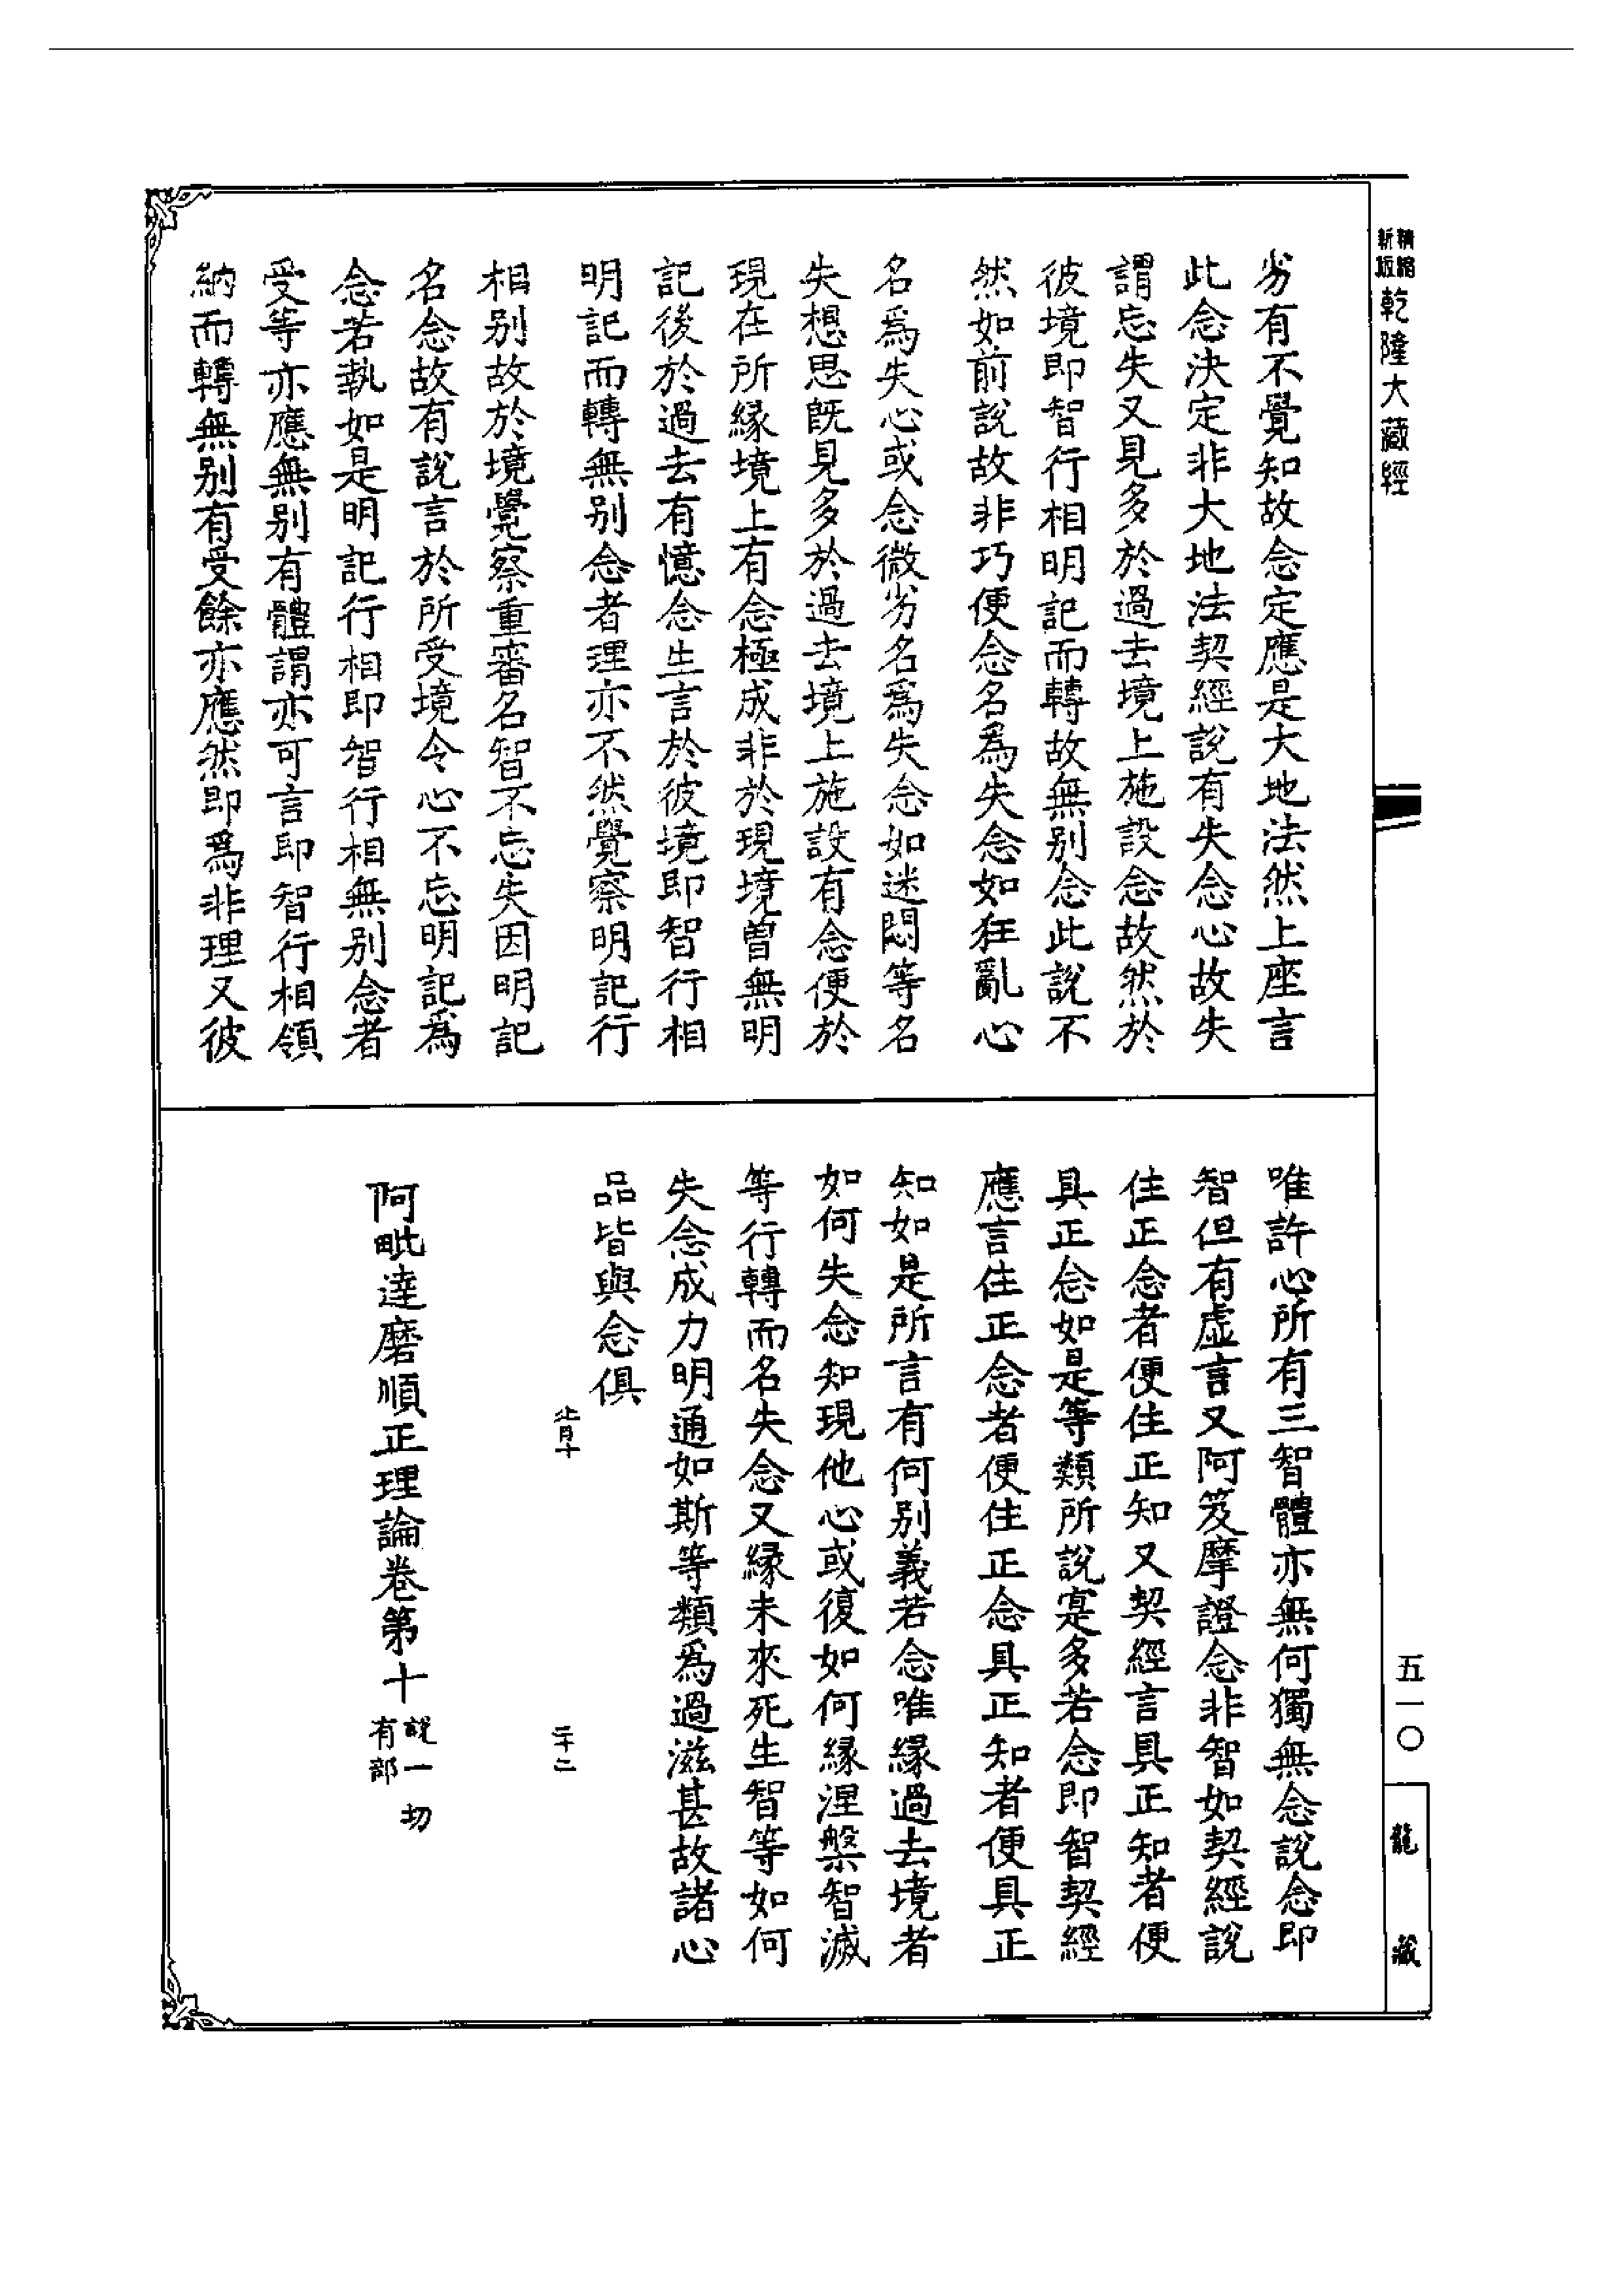 精縮新版乾隆大藏經
劣有不覺知故念定應是大地法然上座言
此念決定非大地法契經說有失念心故失
謂忘失又見多於過去境上施設念故然於
彼境即智行相明記而轉故無別念此說不
然如前說故非巧便念名爲失念如狂亂心
名爲失心或念微劣名爲失念如迷悶等名
失想思既見多於過去境上施設有念便於
現在所緣境上有念極成非於現境曾無明
記後於過去有憶念生言於彼境即智行相
明記而轉無別念者理亦不然覺察明記行
相別故於境覺察重審名智不忘失因明記
名念故有說言於所受境令心不忘明記爲
念若執如是明記行相即智行相無別念者
受等亦應無別有體謂亦可言即智行相領
納而轉無別有受餘亦應然即爲非理又彼
唯許心所有三智體亦無何獨無念說念即
智但有虛言又阿笈摩證念非智如契經說
住正念者便住正知又契經言具正知者便
具正念如是等類所說寔多若念即智契經
應言住正念者便住正念具正知者便具正
知如是所言有何別義若念唯緣過去境者
如何失念知現他心或復如何緣涅槃智滅
等行轉而名失念又緣未來死生智等如何
失念成力明通如斯等類爲過滋甚故諸心
品皆與念俱
二十二
阿毗達磨順正理論卷第十 說一切有部
五一〇
龍藏